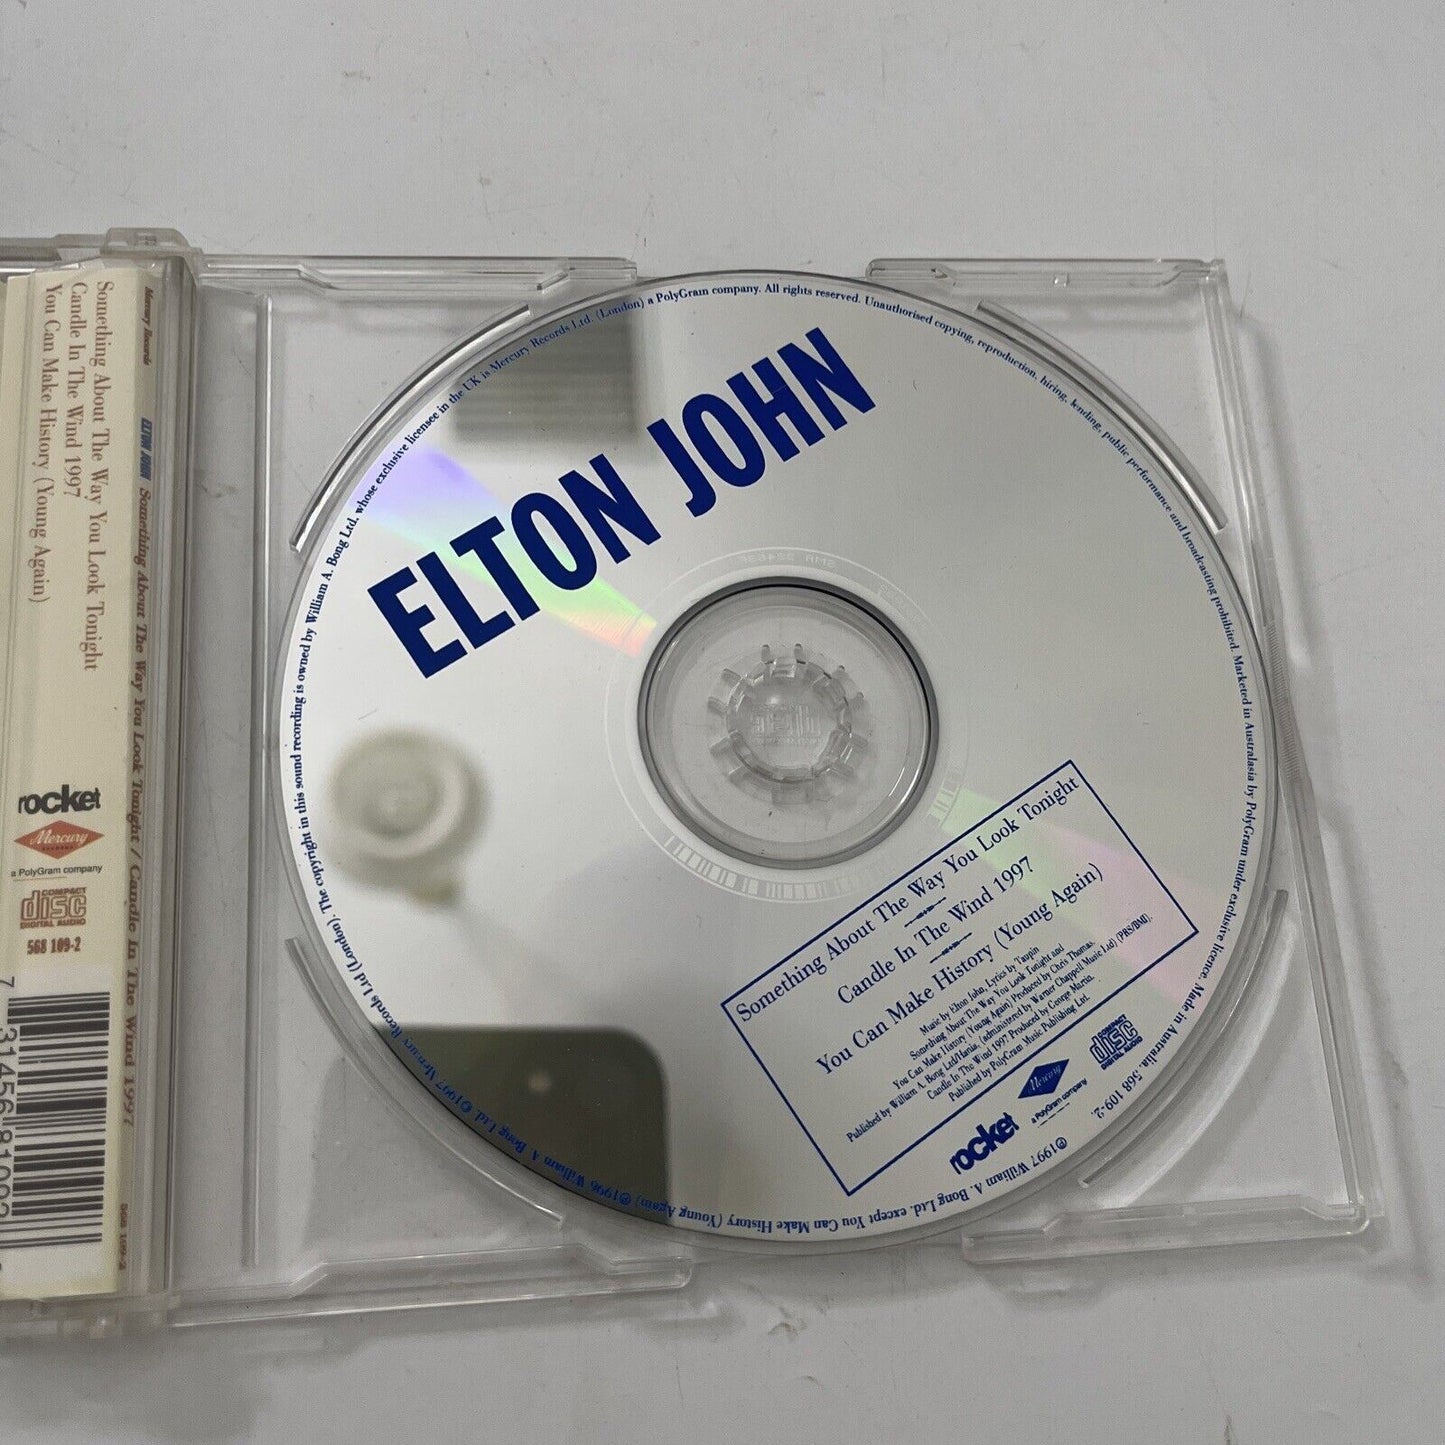 Something About The Way You Look Tonight
Candle In The Wind 1997
You Can Make History (Young Again)
rocket
Mercury
RECORDS
a PolyGram company
COMPACT
disc
DIGITAL AUDIO
568 109-2
7 31456 81092
Mercury Records ELTON JOHN Something About The Way You Look Tonight / Candle In The Wind 1997 568 109-2
ELTON JOHN
Something About The Way You Look Tonight
Candle In The Wind 1997
You Can Make History (Young Again)
Music by Elton John, Lyrics by Taupin
Something About The Way You Look Tonight and
You Can Make History (Young Again) Produced by Chris Thomas.
Published by William A. Bong Ltd/Hania, (administered by Warner Chappell Music Ltd) (PRS/BMI).
Candle In The Wind 1997 Produced by George Martin.
Published by PolyGram Music Publishing Ltd.
rocket
Mercury
a PolyGram company
COMPACT
disc
DIGITAL AUDIO
℗1997 William A. Bong Ltd. except You Can Make History (Young Again) ℗1996 William A Bong Ltd. ©1997 Mercury Records Ltd (London). The copyright in this sound recording is owned by William A. Bong Ltd. whose exclusive licensee in the UK is Mercury Records Ltd. (London) a PolyGram company. All rights reserved. Unauthorised copying, reproduction, hiring, lending, public performance and broadcasting prohibited. Marketed in Australasia by PolyGram under exclusive licence. Made in Australia. 568 109-2.